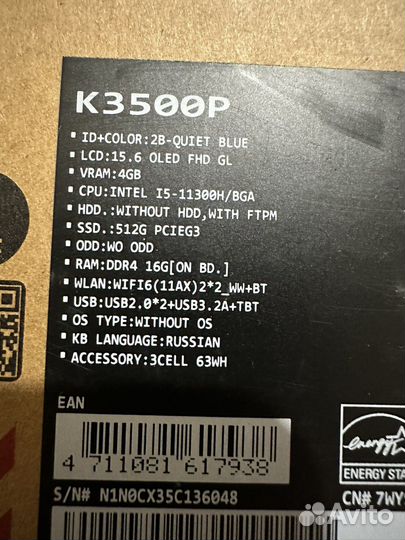 K3500P
▪ ID+COLOR:2B-QUIET BLUE
▪ LCD:15.6 OLED FHD GL
▪ VRAM:4GB
▪ CPU:INTEL I5-11300H/BGA
▪ HDD.:WITHOUT HDD,WITH FTPM
▪ SSD.:512G PCIEG3
▪ ODD:WO ODD
▪ RAM:DDR4 16G[ON BD.]
▪ WLAN:WIFI6(11AX)2*2_WW+BT
▪ USB:USB2.0*2+USB3.2A+TBT
▪ OS TYPE:WITHOUT OS
▪ KB LANGUAGE:RUSSIAN
▪ ACCESSORY:3CELL 63WH
EAN
4 711081 617938
energy
ENERGY STA
S/N# N1N0CX35C136048
CN# 7WY
Avito